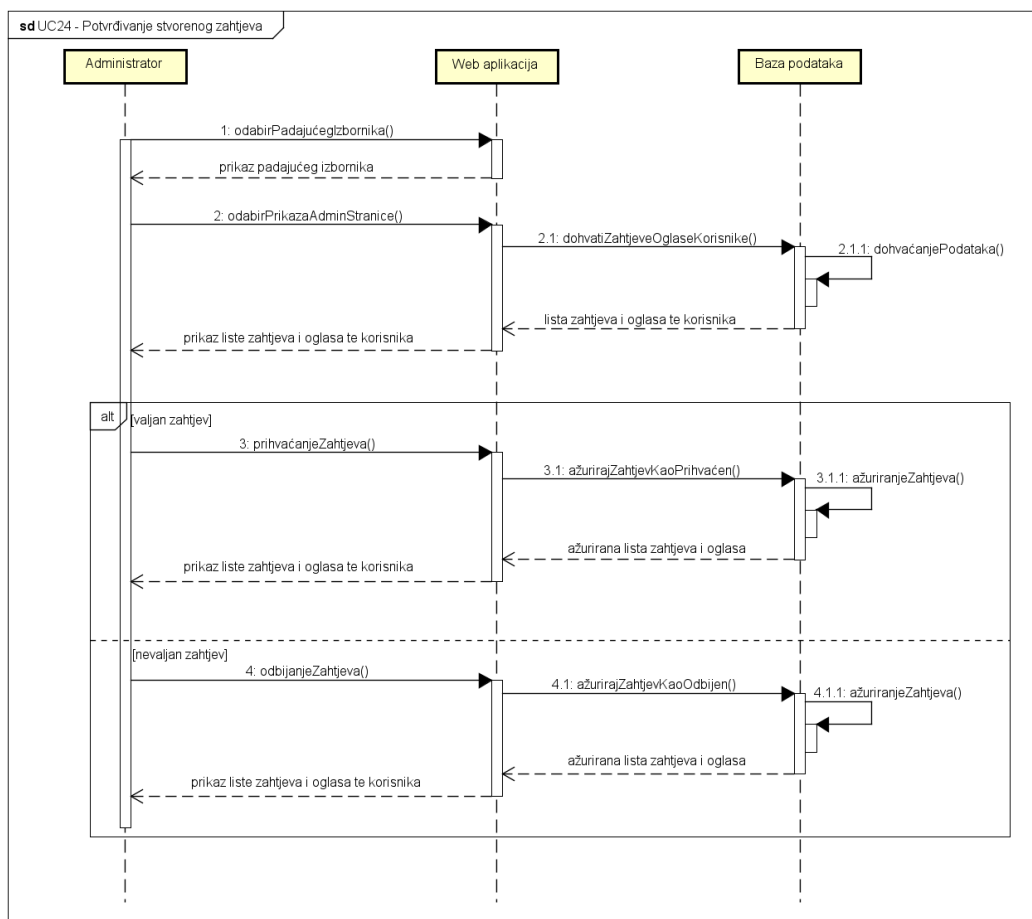 sd UC24 - Potvrđivanje stvorenog zahtjeva
Administrator
Web aplikacija
Baza podataka
1: odabirPadajućegIzbornika()
prikaz padajućeg izbornika
2: odabirPrikazaAdminStranice()
2.1: dohvatiZahtjeveOglaseKorisnike()
2.1.1: dohvaćanjePodataka()
lista zahtjeva i oglasa te korisnika
prikaz liste zahtjeva i oglasa te korisnika
alt
[valjan zahtjev]
3: prihvaćanjeZahtjeva()
3.1: ažurirajZahtjevKaoPrihvaćen()
3.1.1: ažuriranjeZahtjeva()
ažurirana lista zahtjeva i oglasa
prikaz liste zahtjeva i oglasa te korisnika
[nevaljan zahtjev]
4: odbijanjeZahtjeva()
4.1: ažurirajZahtjevKaoOdbijen()
4.1.1: ažuriranjeZahtjeva()
ažurirana lista zahtjeva i oglasa
prikaz liste zahtjeva i oglasa te korisnika